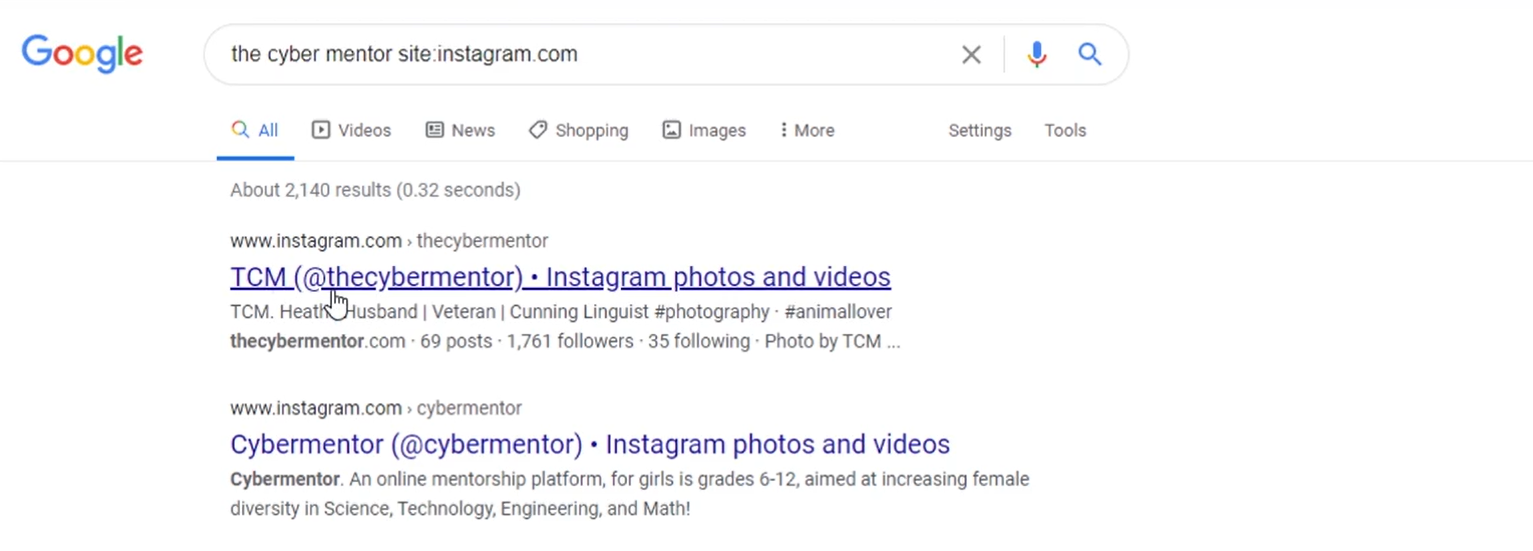 Google
the cyber mentor site:instagram.com
All Videos News Shopping Images More Settings Tools
About 2,140 results (0.32 seconds)
www.instagram.com › thecybermentor
TCM (@thecybermentor) • Instagram photos and videos
TCM. Heath Husband | Veteran | Cunning Linguist #photography · #animallover
thecybermentor.com · 69 posts · 1,761 followers · 35 following · Photo by TCM ...
www.instagram.com › cybermentor
Cybermentor (@cybermentor) • Instagram photos and videos
Cybermentor. An online mentorship platform, for girls is grades 6-12, aimed at increasing female
diversity in Science, Technology, Engineering, and Math!